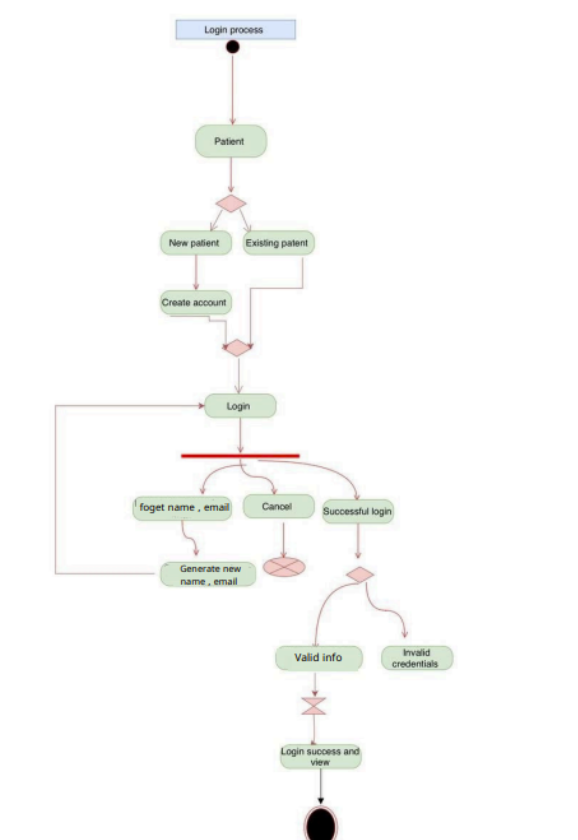 Login process
Patient
New patient
Existing patent
Create account
Login
foget name , email
Cancel
Successful login
Generate new
name , email
Valid info
Invalid
credentials
Login success and
view